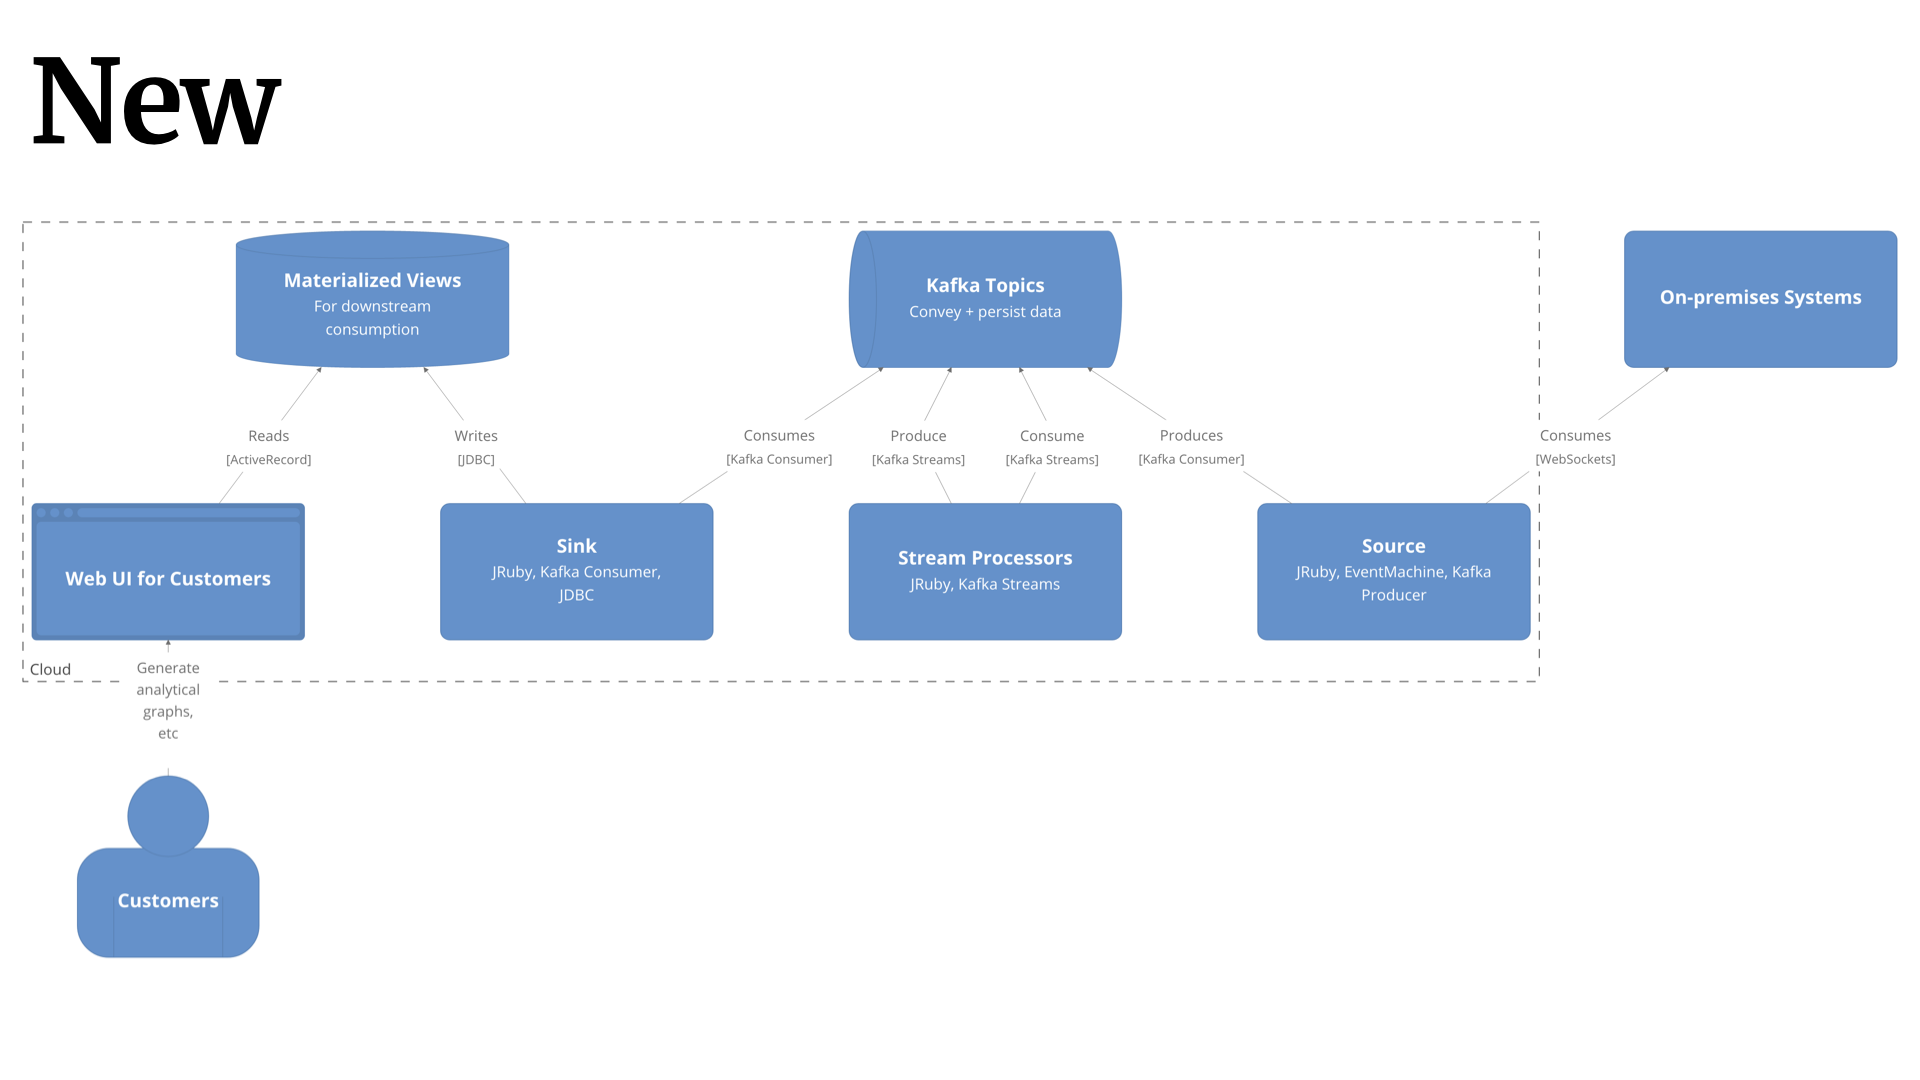 New
Materialized Views
For downstream
consumption
Kafka Topics
Convey + persist data
On-premises Systems
Reads
[ActiveRecord]
Writes
[JDBC]
Consumes
[Kafka Consumer]
Produce
[Kafka Streams]
Consume
[Kafka Streams]
Produces
[Kafka Consumer]
Consumes
[WebSockets]
Web UI for Customers
Sink
JRuby, Kafka Consumer,
JDBC
Stream Processors
JRuby, Kafka Streams
Source
JRuby, EventMachine, Kafka
Producer
Cloud
Generate
analytical
graphs,
etc
Customers